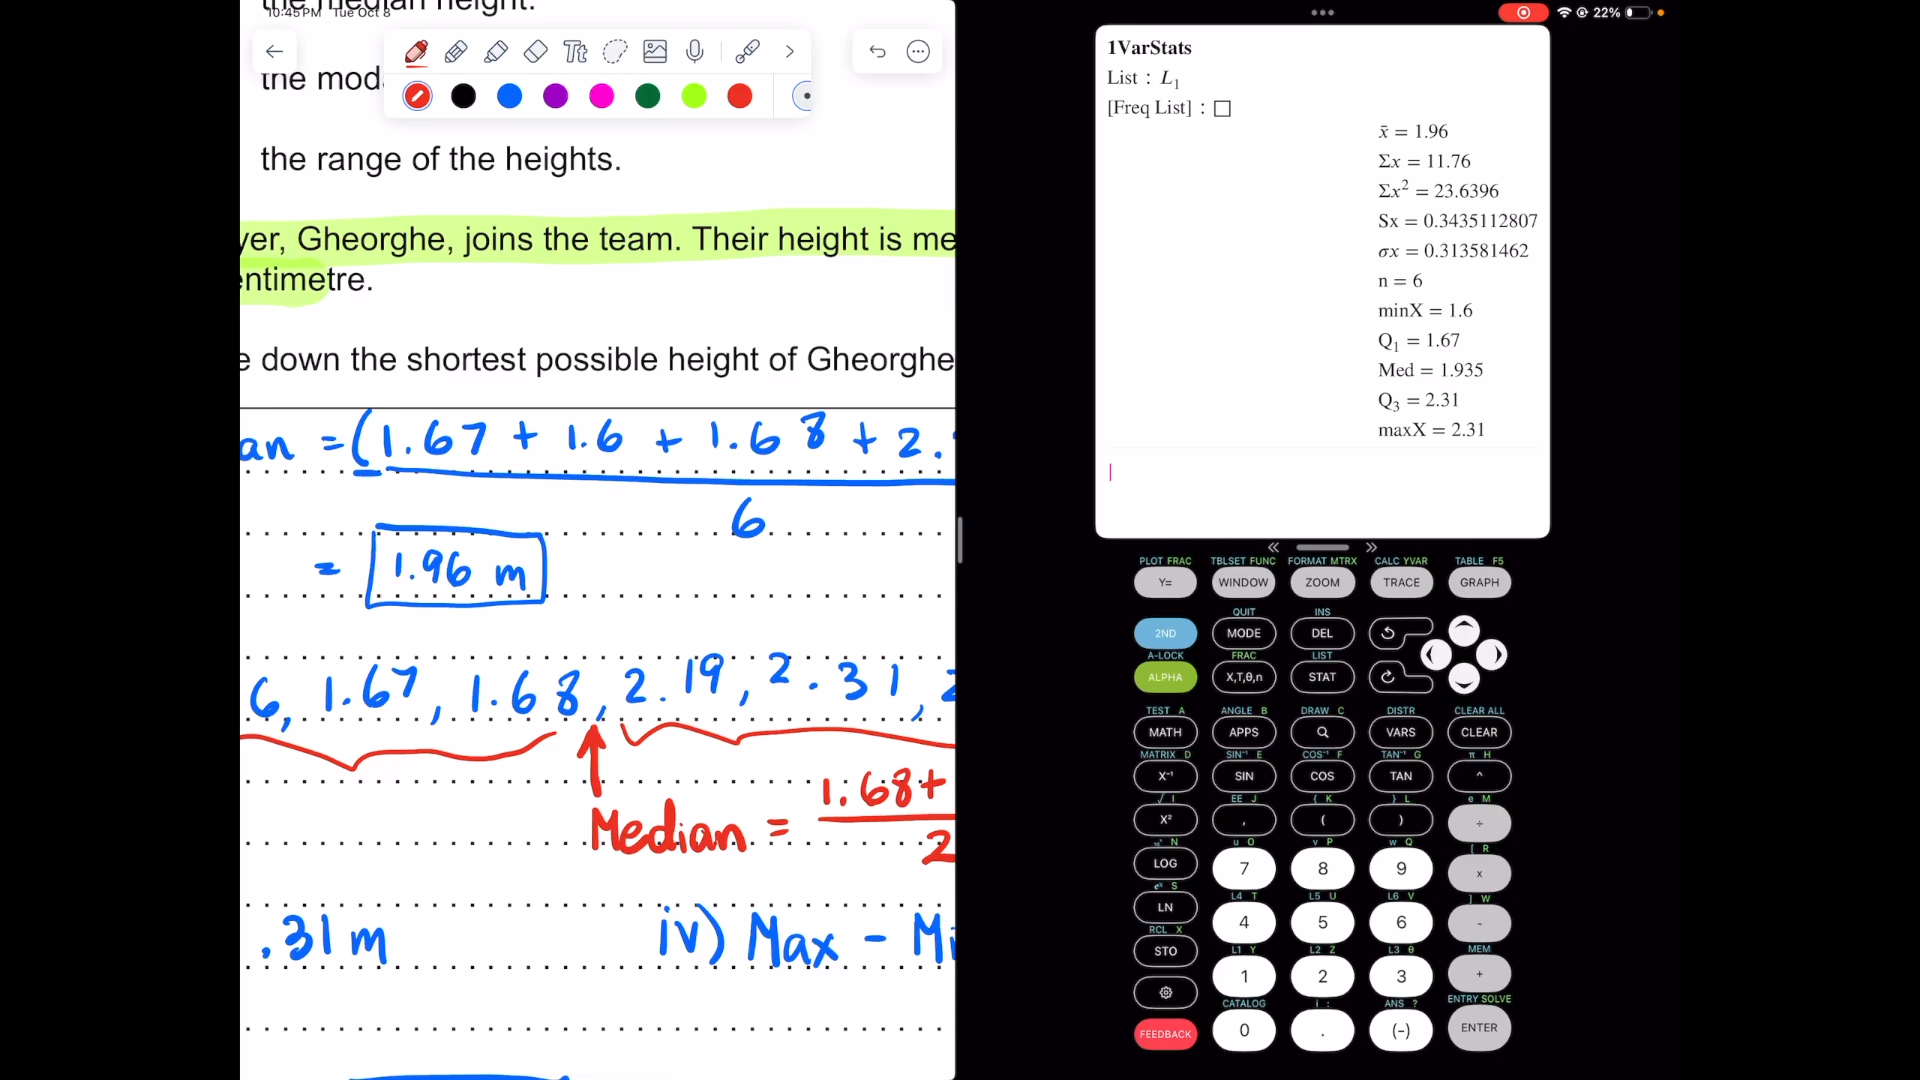 10:45 PM Tue Oct 8
the median height.
the mod
the range of the heights.
yer, Gheorghe, joins the team. Their height is me
entimetre.
e down the shortest possible height of Gheorghe
an = (1.67 + 1.6 + 1.68 + 2.
6
= 1.96 m
6, 1.67, 1.68, 2.19, 2.31, 2
Median = 1.68+
2
.31 m
iv) Max - Mi
22%
1VarStats
List : L₁
[Freq List] : □
x̄ = 1.96
Σx = 11.76
Σx² = 23.6396
Sx = 0.3435112807
σx = 0.313581462
n = 6
minX = 1.6
Q₁ = 1.67
Med = 1.935
Q₃ = 2.31
maxX = 2.31
PLOT FRAC TBLSET FUNC FORMAT MTRX CALC YVAR TABLE F5
Y= WINDOW ZOOM TRACE GRAPH
QUIT INS
2ND MODE DEL
A-LOCK FRAC LIST
ALPHA X,T,θ,n STAT
TEST A ANGLE B DRAW C DISTR CLEAR ALL
MATH APPS VARS CLEAR
MATRIX D SIN⁻¹ E COS⁻¹ F TAN⁻¹ G π H
X⁻¹ SIN COS TAN ^
√ I EE J { K } L e M
X² , ( ) ÷
N u O v P w Q [ R
LOG 7 8 9 x
eˣ S L4 T L5 U L6 V ] W
LN 4 5 6 -
RCL X L1 Y L2 Z L3 θ MEM
STO 1 2 3 +
CATALOG i : ANS ? ENTRY SOLVE
FEEDBACK 0 . (-) ENTER